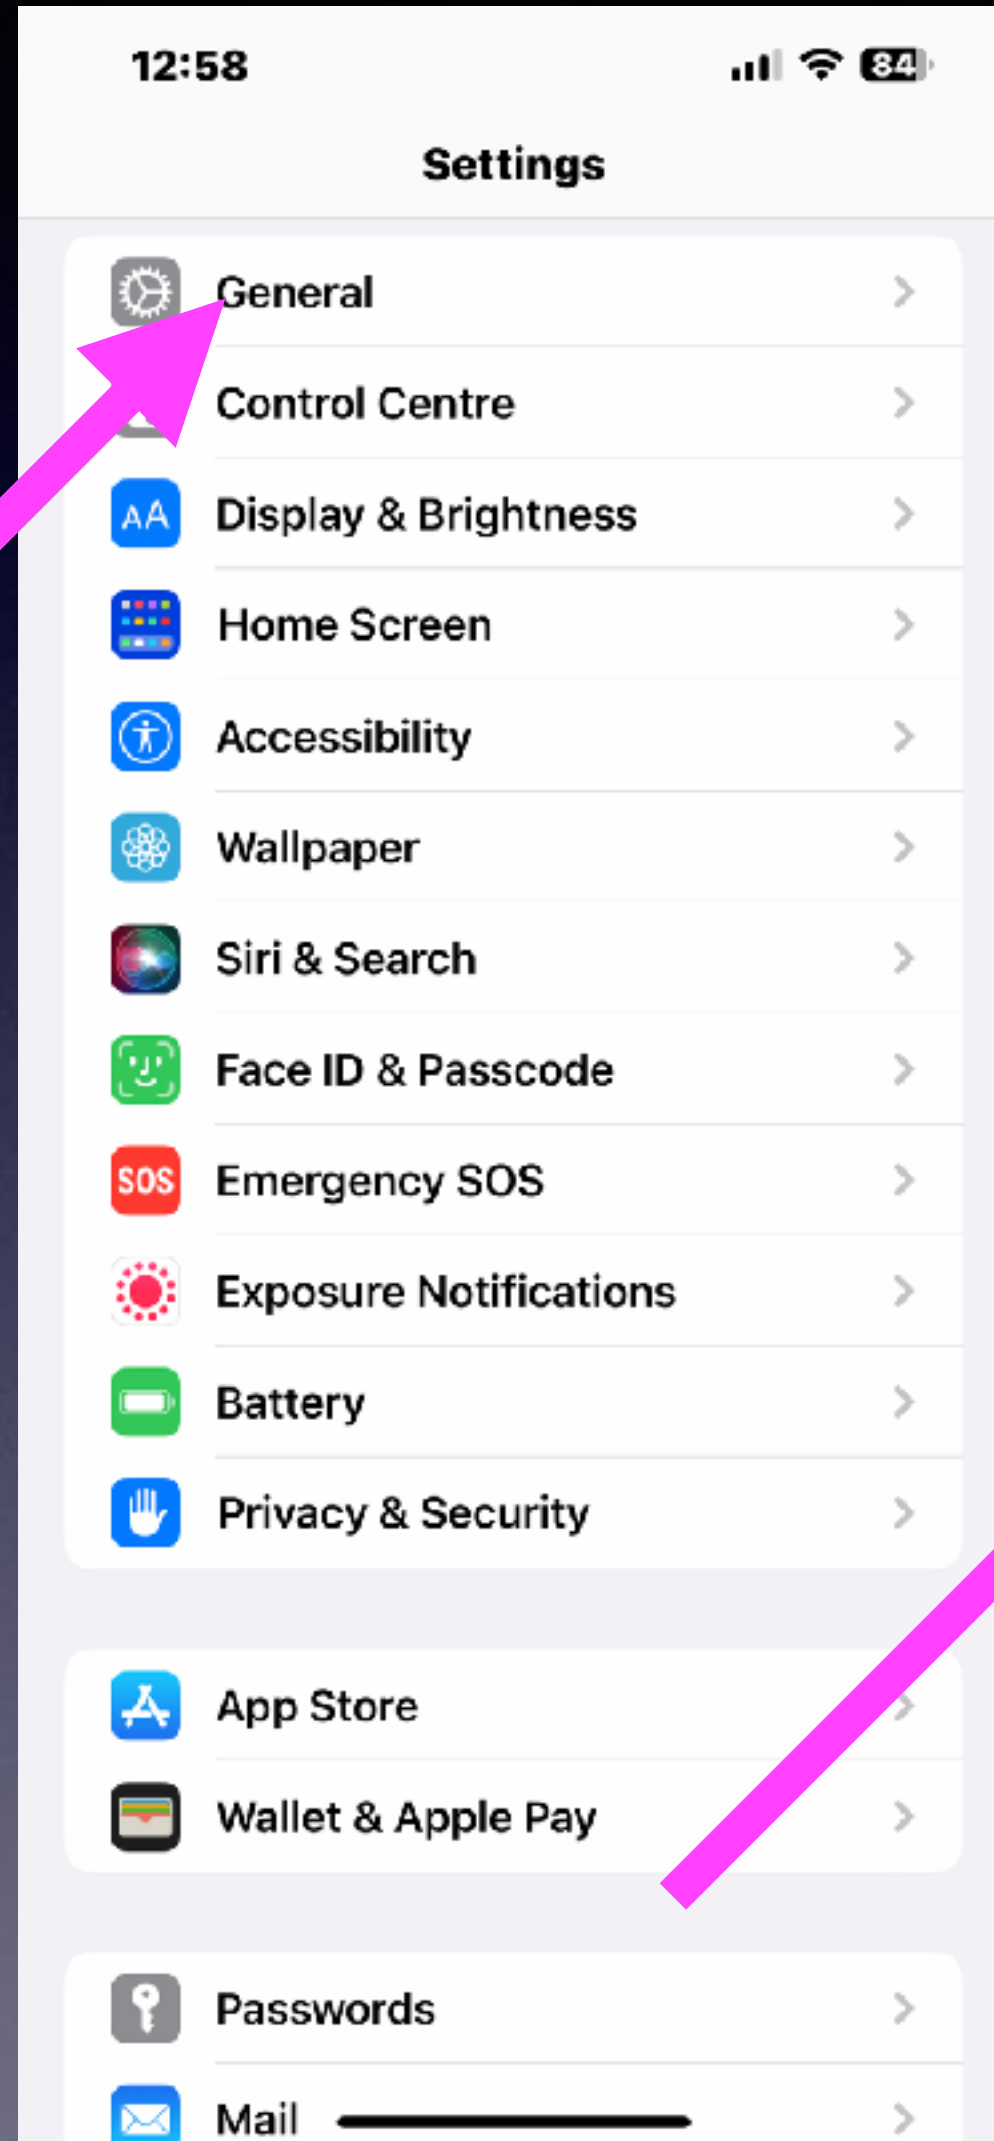 12:58
84
Settings
General
Control Centre
AA
Display & Brightness
Home Screen
Accessibility
Wallpaper
Siri & Search
Face ID & Passcode
SOS
Emergency SOS
Exposure Notifications
Battery
Privacy & Security
App Store
Wallet & Apple Pay
Passwords
Mail